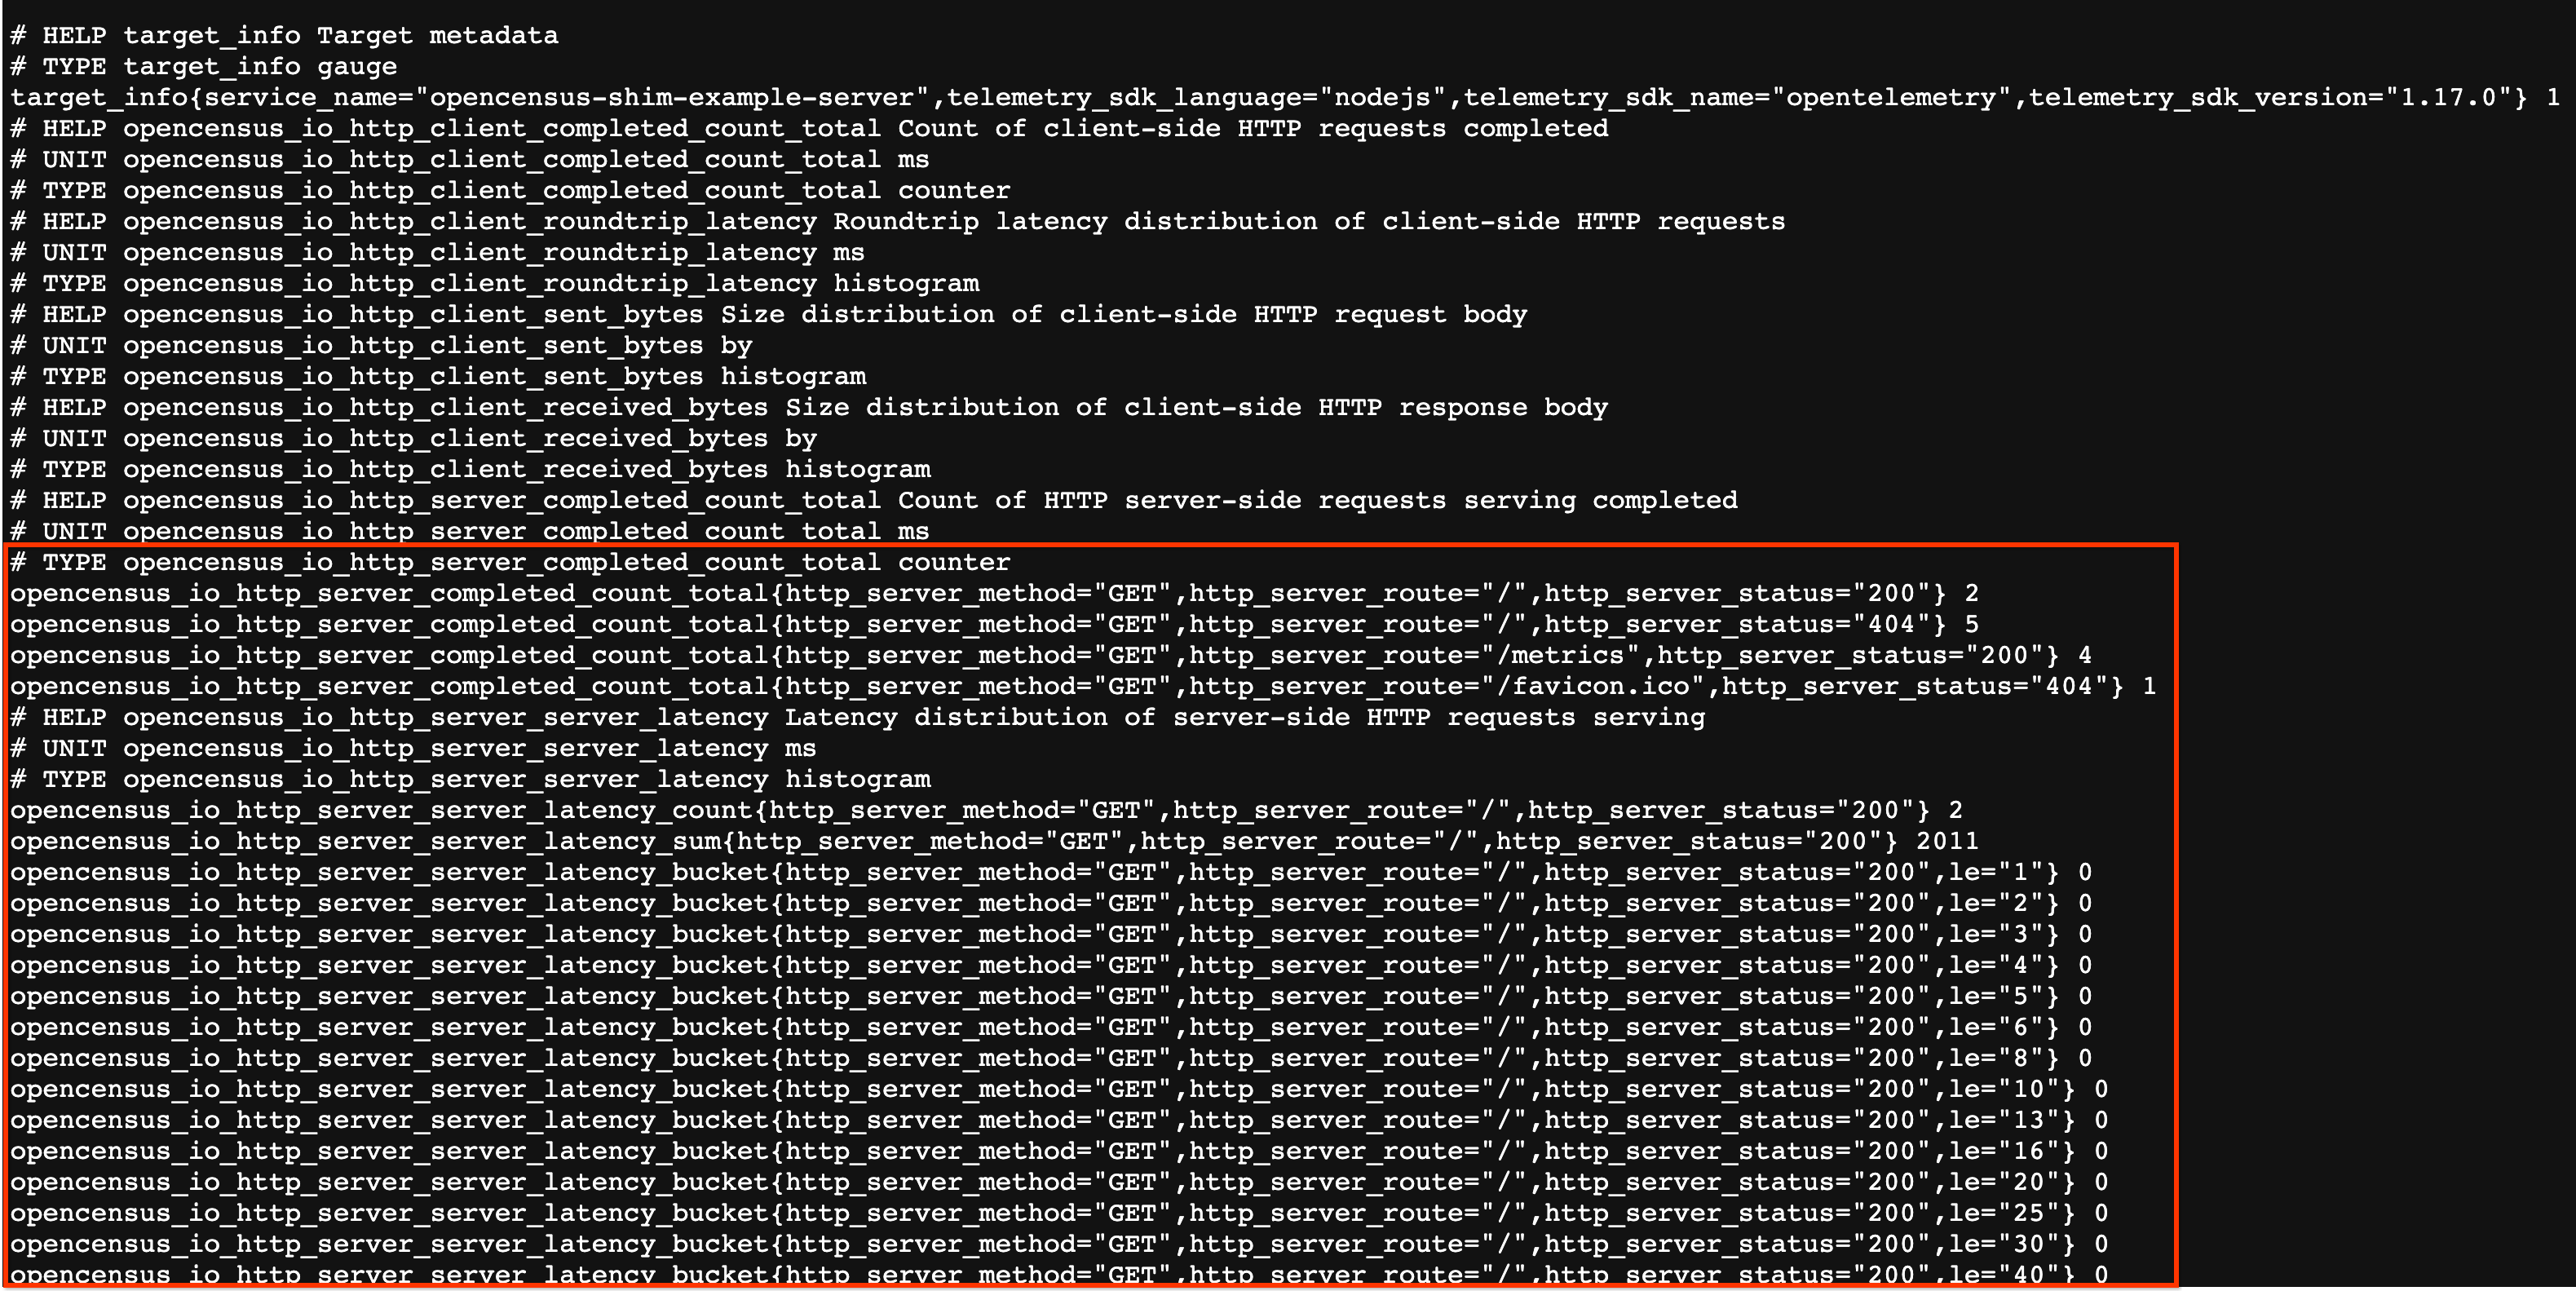 # HELP target_info Target metadata
# TYPE target_info gauge
target_info{service_name="opencensus-shim-example-server",telemetry_sdk_language="nodejs",telemetry_sdk_name="opentelemetry",telemetry_sdk_version="1.17.0"} 1
# HELP opencensus_io_http_client_completed_count_total Count of client-side HTTP requests completed
# UNIT opencensus_io_http_client_completed_count_total ms
# TYPE opencensus_io_http_client_completed_count_total counter
# HELP opencensus_io_http_client_roundtrip_latency Roundtrip latency distribution of client-side HTTP requests
# UNIT opencensus_io_http_client_roundtrip_latency ms
# TYPE opencensus_io_http_client_roundtrip_latency histogram
# HELP opencensus_io_http_client_sent_bytes Size distribution of client-side HTTP request body
# UNIT opencensus_io_http_client_sent_bytes by
# TYPE opencensus_io_http_client_sent_bytes histogram
# HELP opencensus_io_http_client_received_bytes Size distribution of client-side HTTP response body
# UNIT opencensus_io_http_client_received_bytes by
# TYPE opencensus_io_http_client_received_bytes histogram
# HELP opencensus_io_http_server_completed_count_total Count of HTTP server-side requests serving completed
# UNIT opencensus_io_http_server_completed_count_total ms
# TYPE opencensus_io_http_server_completed_count_total counter
opencensus_io_http_server_completed_count_total{http_server_method="GET",http_server_route="/",http_server_status="200"} 2
opencensus_io_http_server_completed_count_total{http_server_method="GET",http_server_route="/",http_server_status="404"} 5
opencensus_io_http_server_completed_count_total{http_server_method="GET",http_server_route="/metrics",http_server_status="200"} 4
opencensus_io_http_server_completed_count_total{http_server_method="GET",http_server_route="/favicon.ico",http_server_status="404"} 1
# HELP opencensus_io_http_server_server_latency Latency distribution of server-side HTTP requests serving
# UNIT opencensus_io_http_server_server_latency ms
# TYPE opencensus_io_http_server_server_latency histogram
opencensus_io_http_server_server_latency_count{http_server_method="GET",http_server_route="/",http_server_status="200"} 2
opencensus_io_http_server_server_latency_sum{http_server_method="GET",http_server_route="/",http_server_status="200"} 2011
opencensus_io_http_server_server_latency_bucket{http_server_method="GET",http_server_route="/",http_server_status="200",le="1"} 0
opencensus_io_http_server_server_latency_bucket{http_server_method="GET",http_server_route="/",http_server_status="200",le="2"} 0
opencensus_io_http_server_server_latency_bucket{http_server_method="GET",http_server_route="/",http_server_status="200",le="3"} 0
opencensus_io_http_server_server_latency_bucket{http_server_method="GET",http_server_route="/",http_server_status="200",le="4"} 0
opencensus_io_http_server_server_latency_bucket{http_server_method="GET",http_server_route="/",http_server_status="200",le="5"} 0
opencensus_io_http_server_server_latency_bucket{http_server_method="GET",http_server_route="/",http_server_status="200",le="6"} 0
opencensus_io_http_server_server_latency_bucket{http_server_method="GET",http_server_route="/",http_server_status="200",le="8"} 0
opencensus_io_http_server_server_latency_bucket{http_server_method="GET",http_server_route="/",http_server_status="200",le="10"} 0
opencensus_io_http_server_server_latency_bucket{http_server_method="GET",http_server_route="/",http_server_status="200",le="13"} 0
opencensus_io_http_server_server_latency_bucket{http_server_method="GET",http_server_route="/",http_server_status="200",le="16"} 0
opencensus_io_http_server_server_latency_bucket{http_server_method="GET",http_server_route="/",http_server_status="200",le="20"} 0
opencensus_io_http_server_server_latency_bucket{http_server_method="GET",http_server_route="/",http_server_status="200",le="25"} 0
opencensus_io_http_server_server_latency_bucket{http_server_method="GET",http_server_route="/",http_server_status="200",le="30"} 0
opencensus_io_http_server_server_latency_bucket{http_server_method="GET",http_server_route="/",http_server_status="200",le="40"} 0